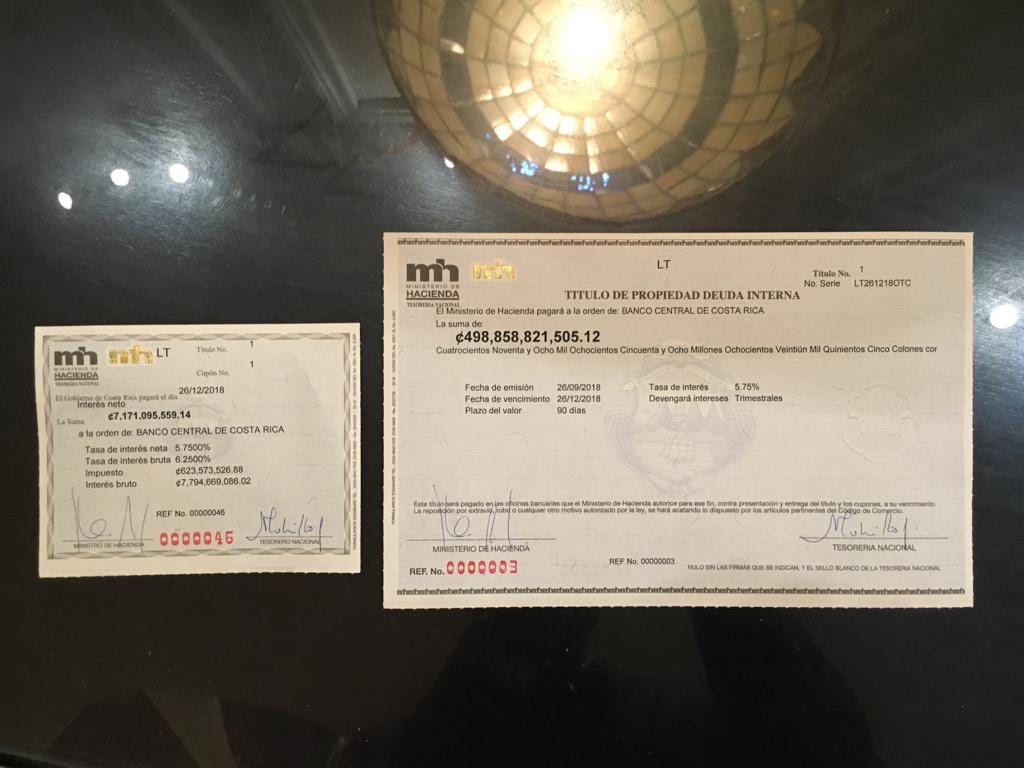 mh
MINISTERIO DE
HACIENDA
TESORERIA NACIONAL
LT
Título No. 1
Cupón No. 1
26/12/2018
El Gobierno de Costa Rica pagará el día
Interés neto
¢7,171,095,559.14
La Suma
a la orden de: BANCO CENTRAL DE COSTA RICA
Tasa de interés neta 5.7500%
Tasa de interés bruta 6.2500%
Impuesto ¢623,573,526.88
Interés bruto ¢7,794,669,086.02
REF No. 00000046
MINISTRO DE HACIENDA
0000046
TESORERO NACIONAL
mh
MINISTERIO DE
HACIENDA
TESORERIA NACIONAL
LT
Título No. 1
No. Serie LT261218OTC
TITULO DE PROPIEDAD DEUDA INTERNA
El Ministerio de Hacienda pagará a la orden de: BANCO CENTRAL DE COSTA RICA
La suma de:
¢498,858,821,505.12
Cuatrocientos Noventa y Ocho Mil Ochocientos Cincuenta y Ocho Millones Ochocientos Veintiún Mil Quinientos Cinco Colones cor
Fecha de emisión 26/09/2018 Tasa de interés 5.75%
Fecha de vencimiento 26/12/2018 Devengará intereses Trimestrales
Plazo del valor 90 días
Este título será pagado en las oficinas bancarias que el Ministerio de Hacienda autorice para ese fin, contra presentación y entrega del título y los cupones, a su vencimiento.
La reposición por extravío, robo o cualquier otro motivo autorizado por la ley, se hará acatando lo dispuesto por los artículos pertinentes del Código de Comercio.
MINISTERIO DE HACIENDA
TESORERIA NACIONAL
REF. No. 0000003
REF No. 00000003
NULO SIN LAS FIRMAS QUE SE INDICAN, Y EL SELLO BLANCO DE LA TESORERIA NACIONAL